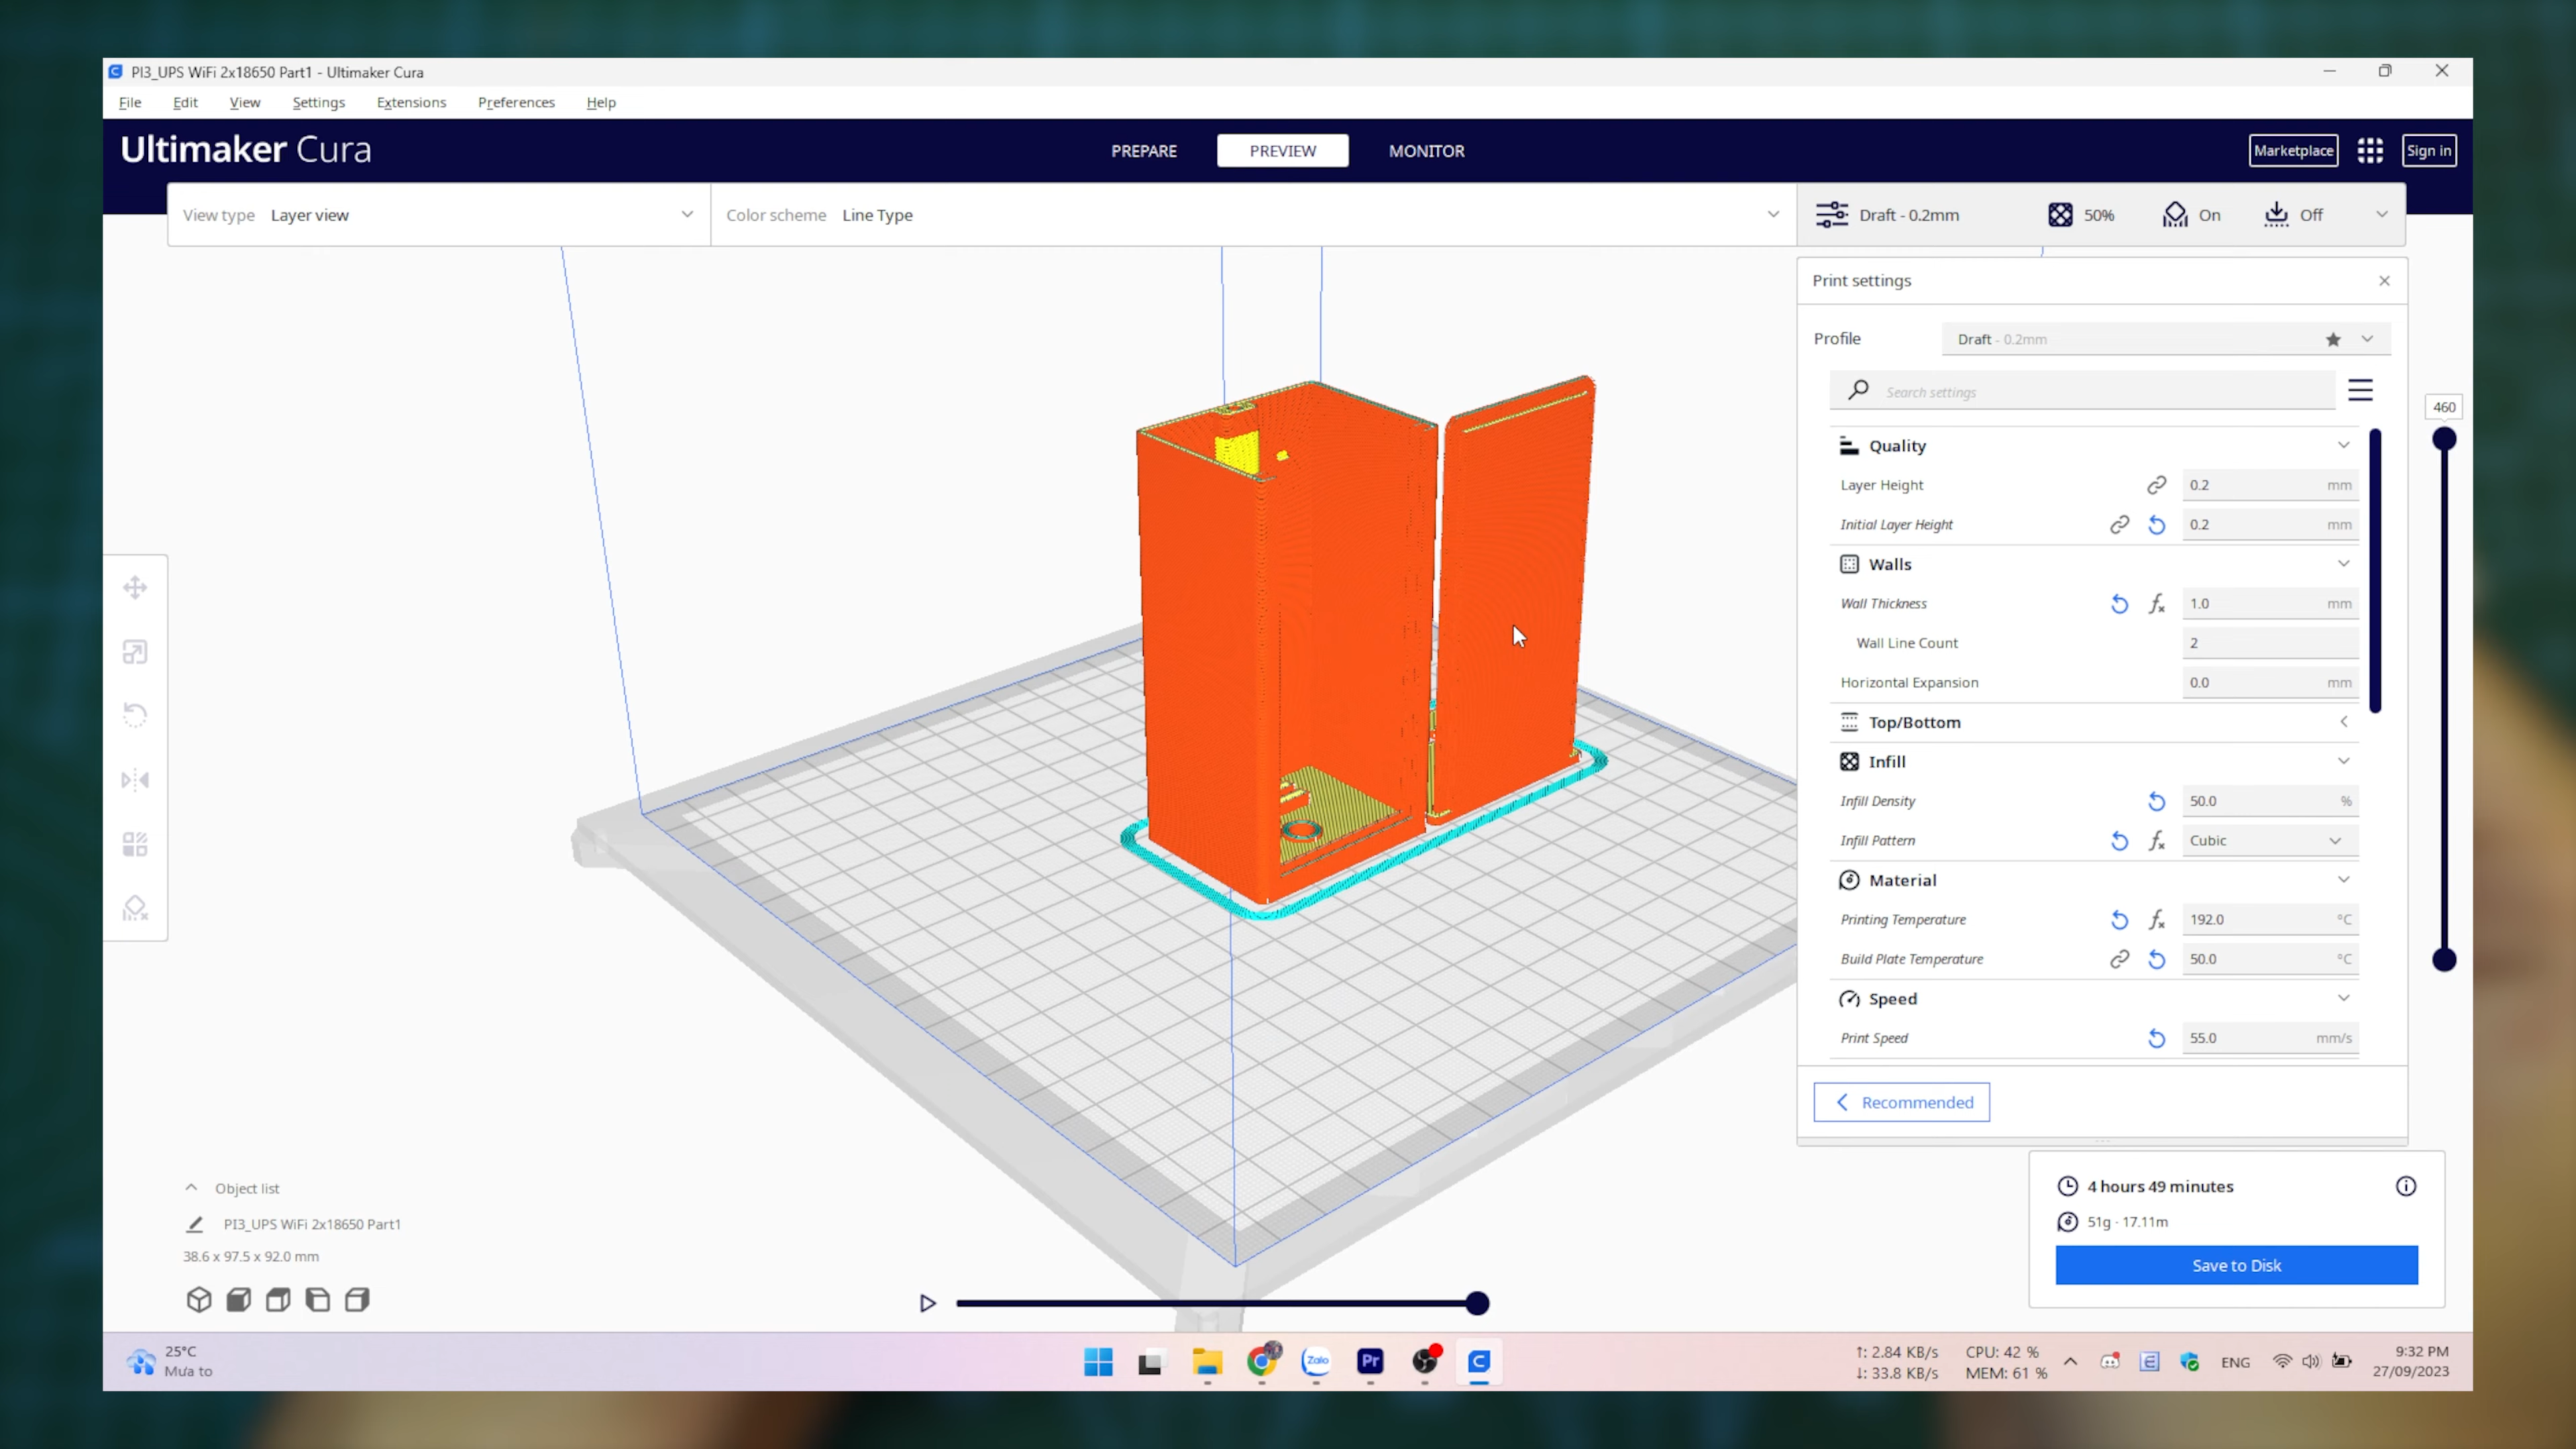 PI3_UPS WiFi 2x18650 Part1 - Ultimaker Cura
File Edit View Settings Extensions Preferences Help
Ultimaker Cura
PREPARE PREVIEW MONITOR
Marketplace Sign in
View type Layer view
Color scheme Line Type
Draft - 0.2mm 50% On Off
Print settings
Profile Draft - 0.2mm
Search settings
460
Quality
Layer Height 0.2 mm
Initial Layer Height 0.2 mm
Walls
Wall Thickness 1.0 mm
Wall Line Count 2
Horizontal Expansion 0.0 mm
Top/Bottom
Infill
Infill Density 50.0 %
Infill Pattern Cubic
Material
Printing Temperature 192.0 °C
Build Plate Temperature 50.0 °C
Speed
Print Speed 55.0 mm/s
Recommended
4 hours 49 minutes
51g · 17.11m
Save to Disk
Object list
PI3_UPS WiFi 2x18650 Part1
38.6 x 97.5 x 92.0 mm
25°C
Mưa to
Zalo
Pr
↑: 2.84 KB/s CPU: 42 %
↓: 33.8 KB/s MEM: 61 %
ENG
9:32 PM
27/09/2023